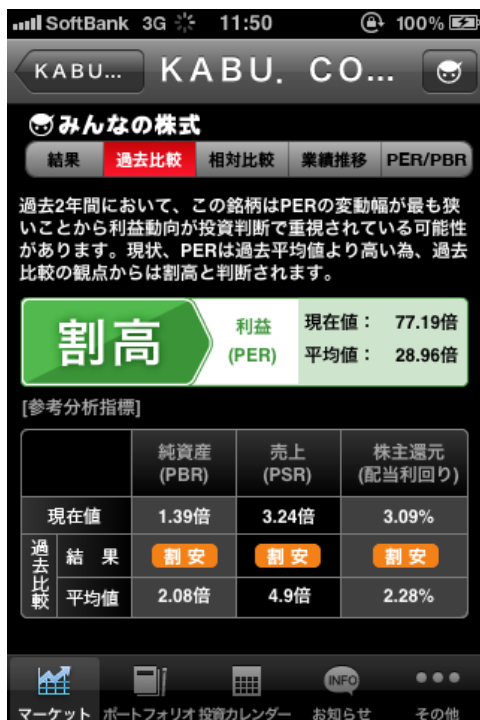 SoftBank 3G 11:50 100%
KABU... KABU. CO...
みんなの株式
結果 過去比較 相対比較 業績推移 PER/PBR
過去2年間において、この銘柄はPERの変動幅が最も狭
いことから利益動向が投資判断で重視されている可能性
があります。現状、PERは過去平均値より高い為、過去
比較の観点からは割高と判断されます。
割高
利益
(PER)
現在値： 77.19倍
平均値： 28.96倍
[参考分析指標]
純資産
(PBR)
売上
(PSR)
株主還元
(配当利回り)
現在値 1.39倍 3.24倍 3.09%
過去比較
結 果 割安 割安 割安
平均値 2.08倍 4.9倍 2.28%
INFO
マーケット ポートフォリオ 投資カレンダー お知らせ その他